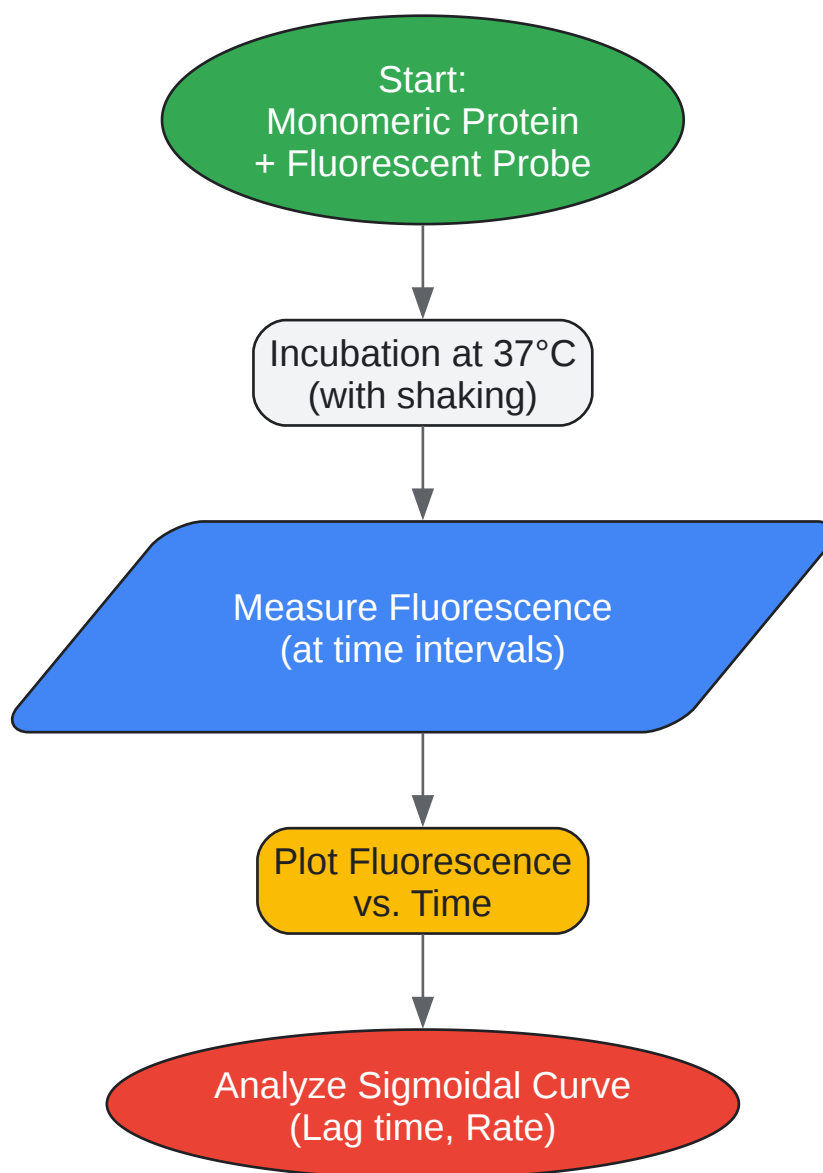 Start:
Monomeric Protein
+ Fluorescent Probe
Incubation at 37°C
(with shaking)
Measure Fluorescence
(at time intervals)
Plot Fluorescence
vs. Time
Analyze Sigmoidal Curve
(Lag time, Rate)